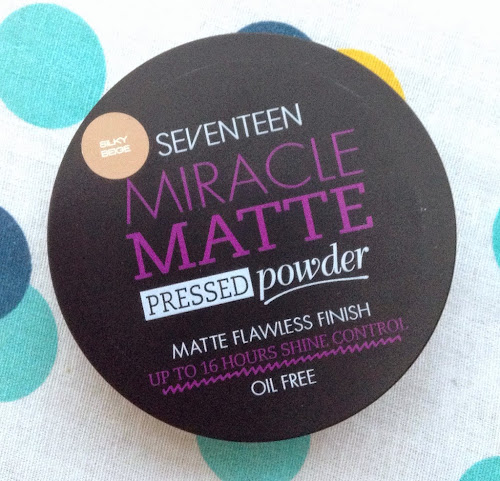 SILKY
BEIGE
SEVENTEEN
MIRACLE
MATTE
PRESSED powder
MATTE FLAWLESS FINISH
UP TO 16 HOURS SHINE CONTROL
OIL FREE